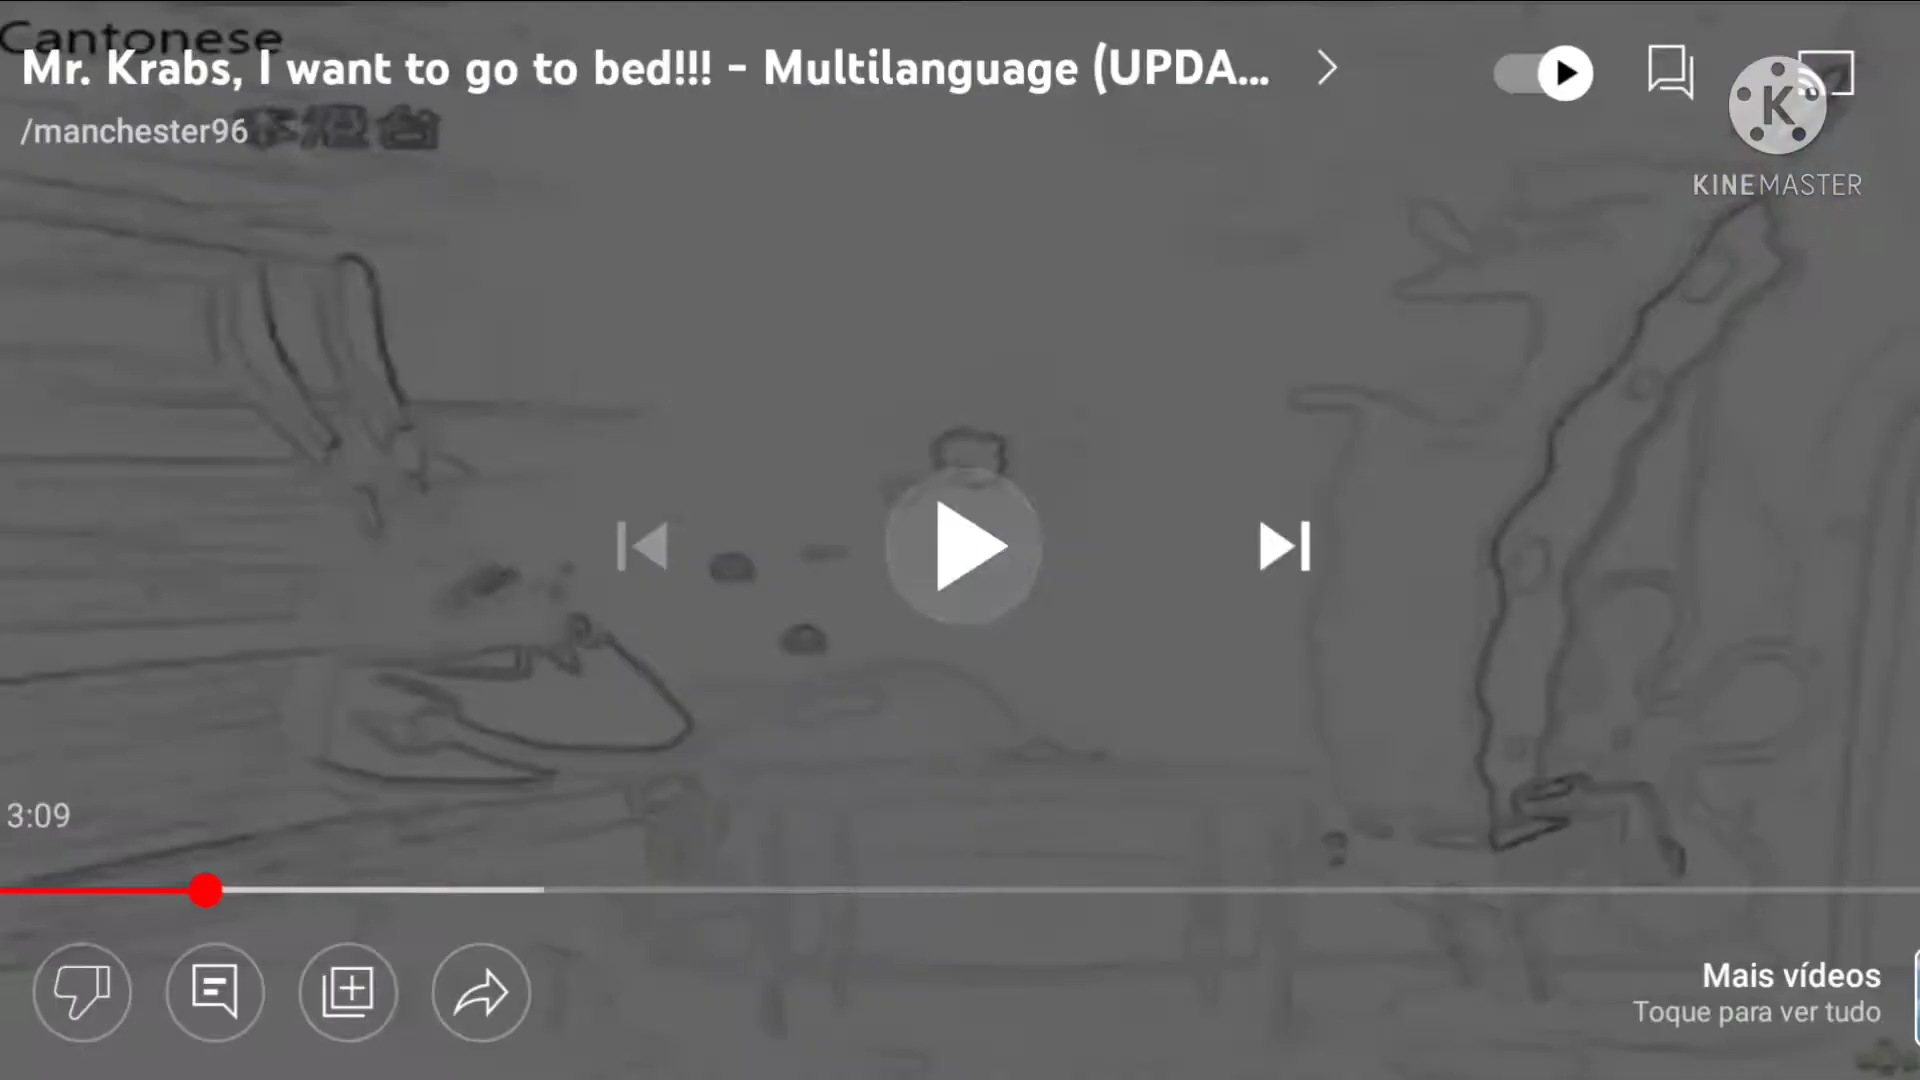 Cantonese
Mr. Krabs, I want to go to bed!!! - Multilanguage (UPDA...
/manchester96
KINEMASTER
3:09
Mais vídeos
Toque para ver tudo